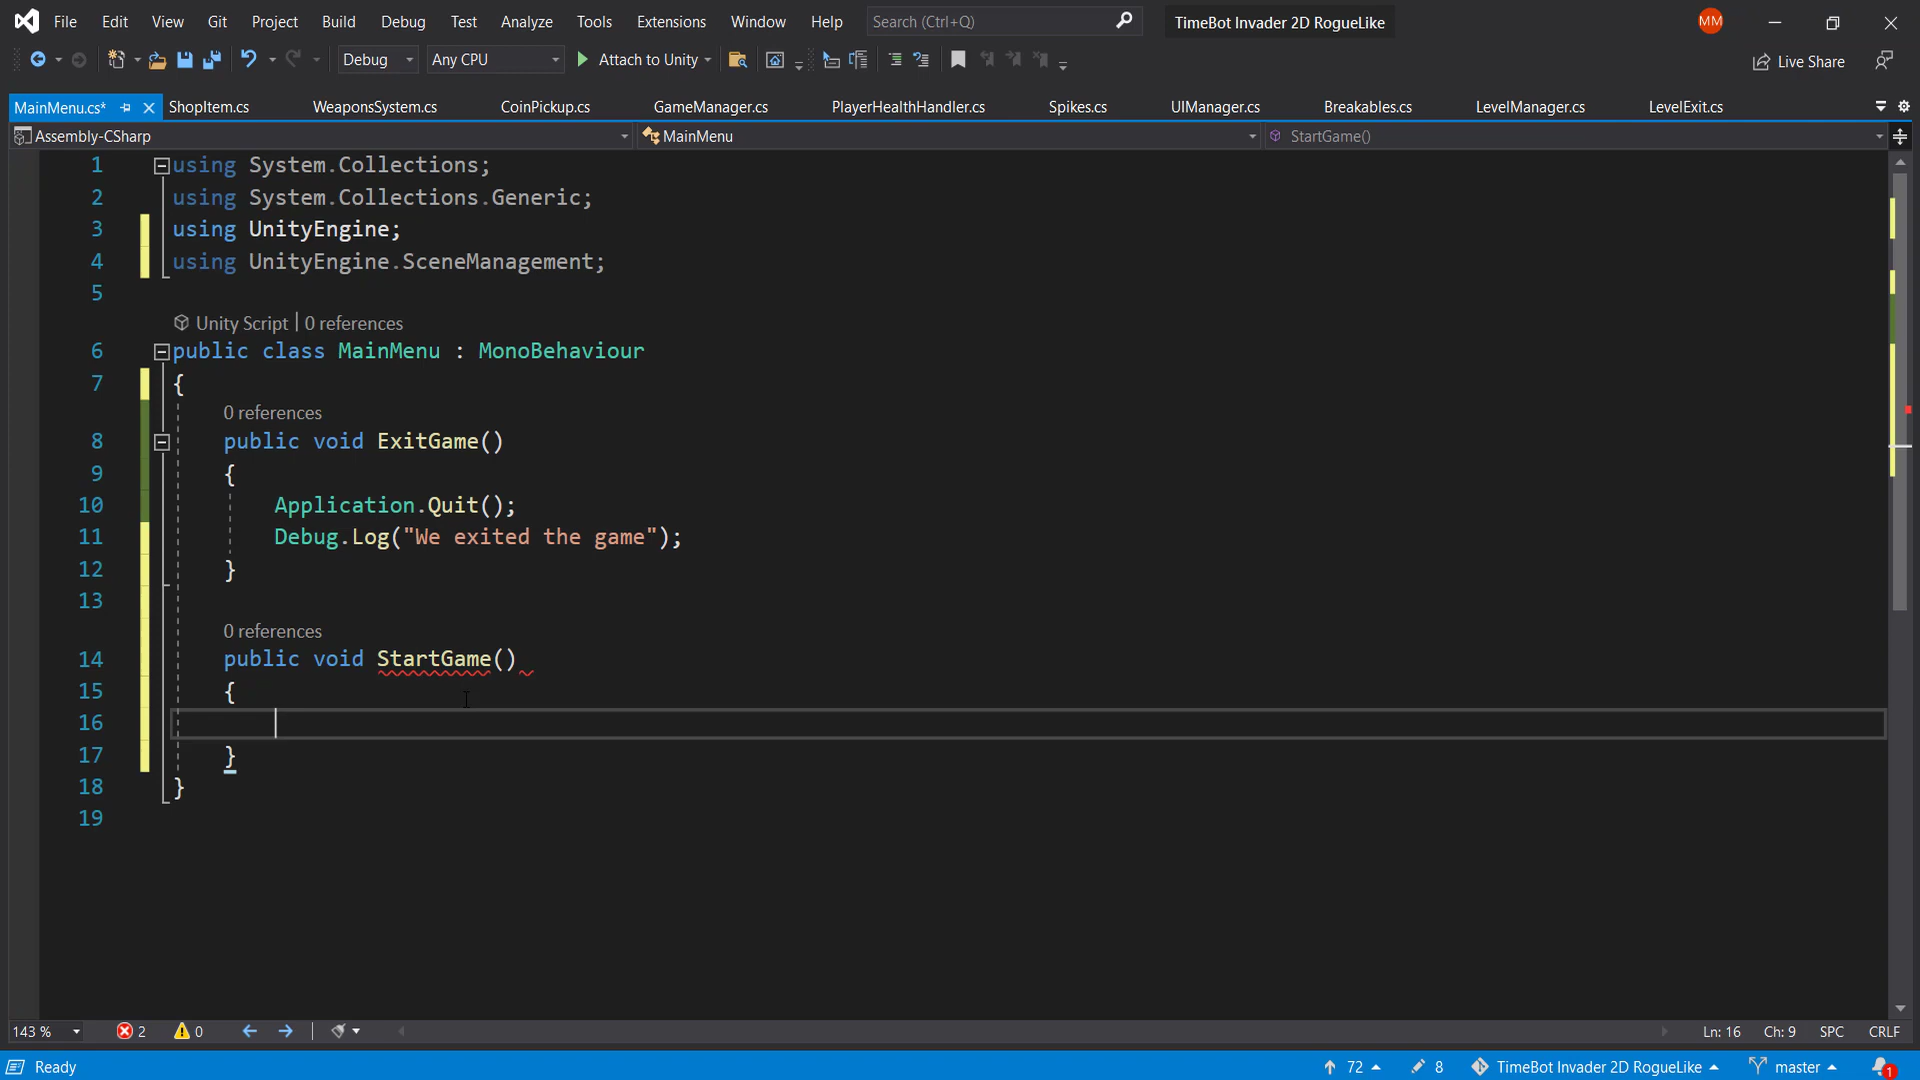 File Edit View Git Project Build Debug Test Analyze Tools Extensions Window Help Search (Ctrl+Q) TimeBot Invader 2D RogueLike MM
Debug Any CPU Attach to Unity Live Share
MainMenu.cs* ShopItem.cs WeaponsSystem.cs CoinPickup.cs GameManager.cs PlayerHealthHandler.cs Spikes.cs UIManager.cs Breakables.cs LevelManager.cs LevelExit.cs
Assembly-CSharp MainMenu StartGame()
1 using System.Collections;
2 using System.Collections.Generic;
3 using UnityEngine;
4 using UnityEngine.SceneManagement;
5
Unity Script | 0 references
6 public class MainMenu : MonoBehaviour
7 {
0 references
8 public void ExitGame()
9 {
10 Application.Quit();
11 Debug.Log("We exited the game");
12 }
13
0 references
14 public void StartGame()
15 {
16
17 }
18 }
19
143 % 2 0 Ln: 16 Ch: 9 SPC CRLF
Ready 72 8 TimeBot Invader 2D RogueLike master 1